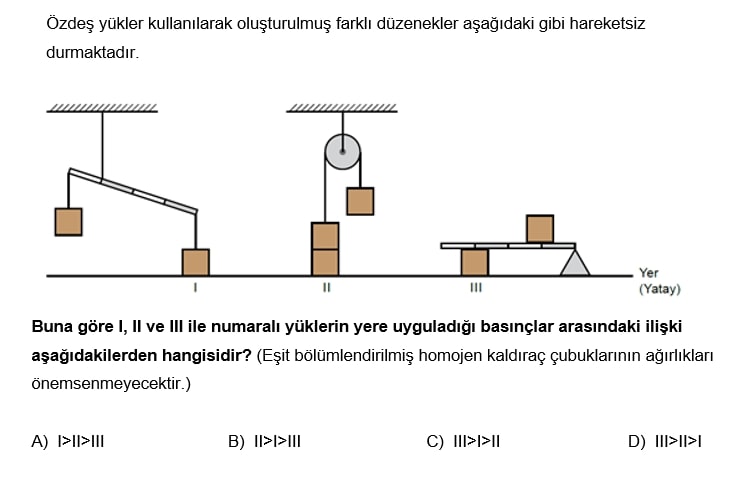 Özdeş yükler kullanılarak oluşturulmuş farklı düzenekler aşağıdaki gibi hareketsiz
durmaktadır.
I
II
III
Yer
(Yatay)
Buna göre I, II ve III ile numaralı yüklerin yere uyguladığı basınçlar arasındaki ilişki
aşağıdakilerden hangisidir? (Eşit bölümlendirilmiş homojen kaldıraç çubuklarının ağırlıkları
önemsenmeyecektir.)
A) I>II>III
B) II>I>III
C) III>I>II
D) III>II>I